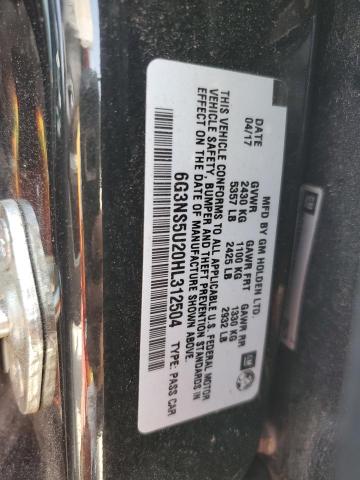 MFD BY GM HOLDEN LTD.
DATE GVWR GAWR FRT GAWR RR
04/17 2430 KG 1100 KG 1330 KG
5357 LB 2425 LB 2932 LB
THIS VEHICLE CONFORMS TO ALL APPLICABLE U.S. FEDERAL MOTOR
VEHICLE SAFETY, BUMPER AND THEFT PREVENTION STANDARDS IN
EFFECT ON THE DATE OF MANUFACTURE SHOWN ABOVE.
6G3NS5U20HL312504 TYPE: PASS CAR
GM